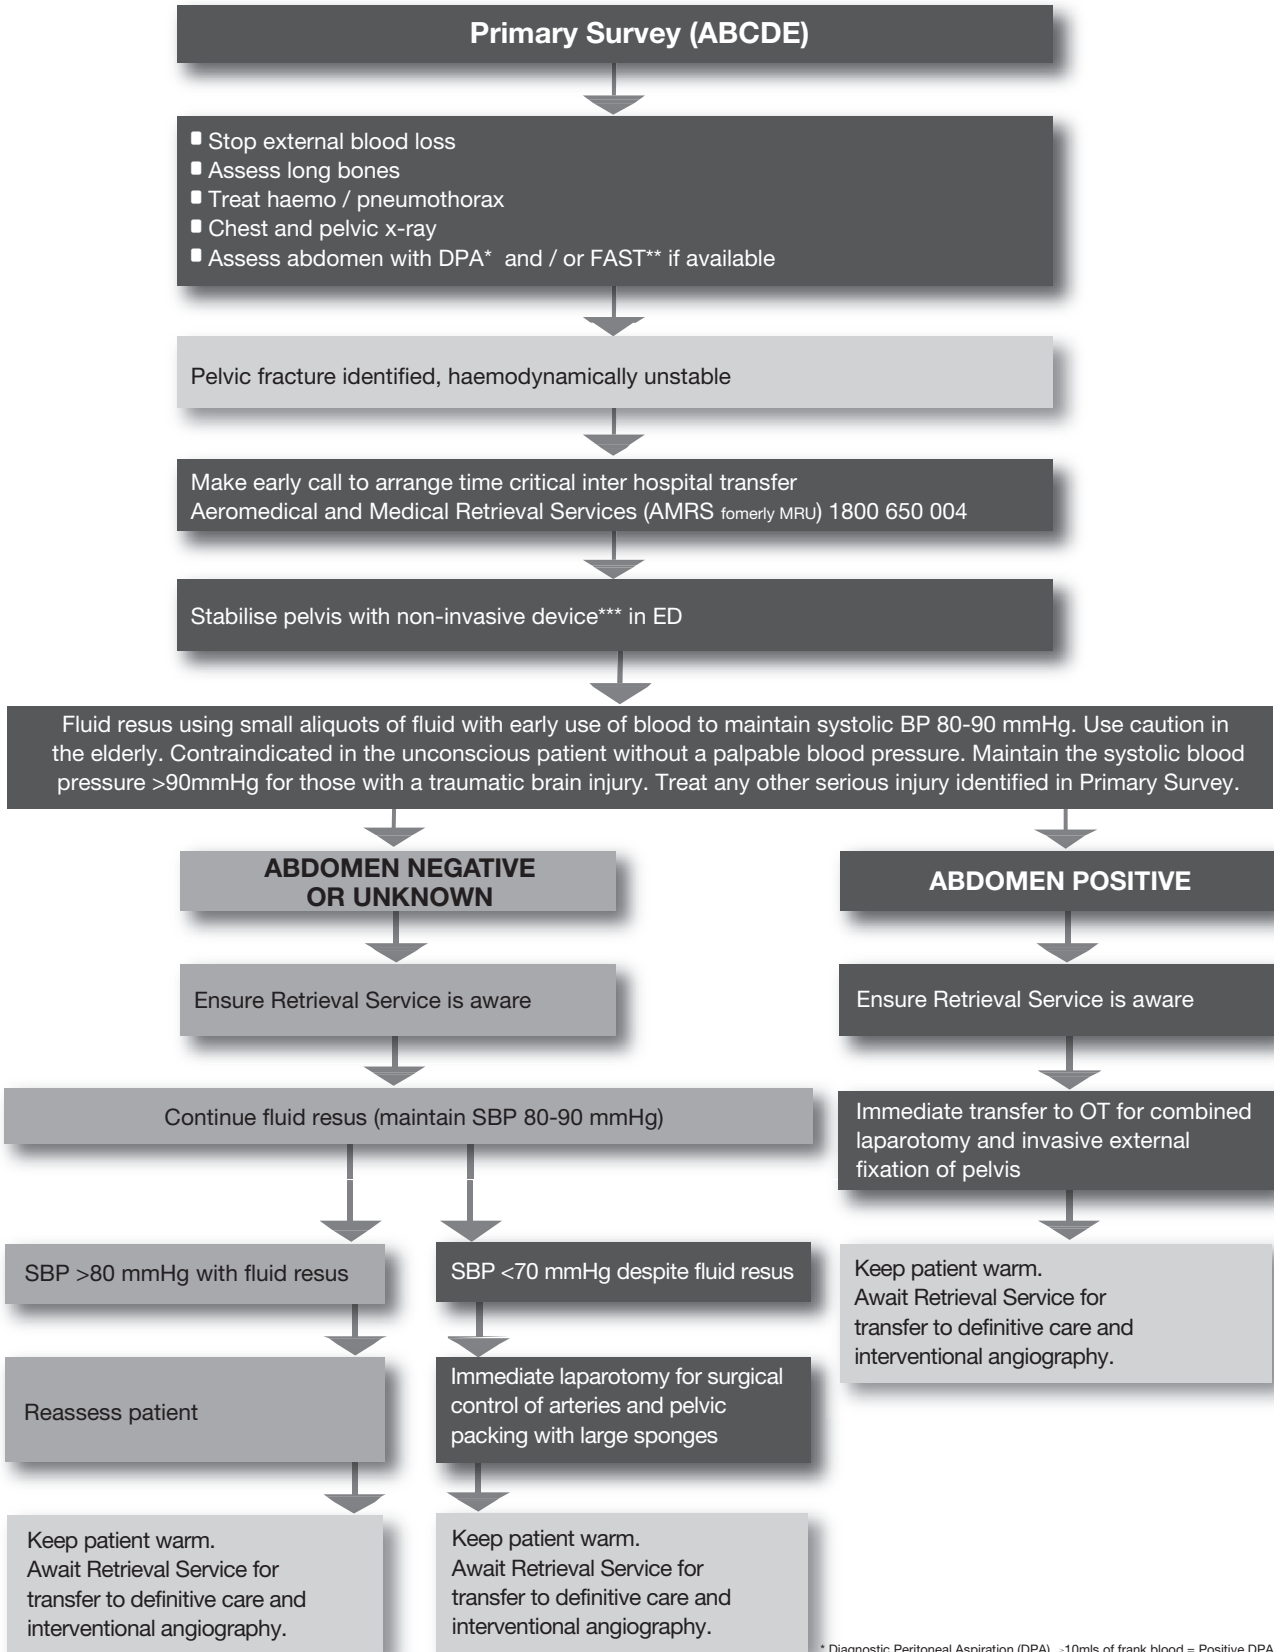 Primary Survey (ABCDE)
Stop external blood loss
Assess long bones
Treat haemo / pneumothorax
Chest and pelvic x-ray
Assess abdomen with DPA* and / or FAST** if available
Pelvic fracture identified, haemodynamically unstable
Make early call to arrange time critical inter hospital transfer
Aeromedical and Medical Retrieval Services (AMRS fomerly MRU) 1800 650 004
Stabilise pelvis with non-invasive device*** in ED
Fluid resus using small aliquots of fluid with early use of blood to maintain systolic BP 80-90 mmHg. Use caution in
the elderly. Contraindicated in the unconscious patient without a palpable blood pressure. Maintain the systolic blood
pressure >90mmHg for those with a traumatic brain injury. Treat any other serious injury identified in Primary Survey.
ABDOMEN NEGATIVE
OR UNKNOWN
Ensure Retrieval Service is aware
Continue fluid resus (maintain SBP 80-90 mmHg)
SBP >80 mmHg with fluid resus
Reassess patient
Keep patient warm.
Await Retrieval Service for
transfer to definitive care and
interventional angiography.
SBP <70 mmHg despite fluid resus
Immediate laparotomy for surgical
control of arteries and pelvic
packing with large sponges
Keep patient warm.
Await Retrieval Service for
transfer to definitive care and
interventional angiography.
ABDOMEN POSITIVE
Ensure Retrieval Service is aware
Immediate transfer to OT for combined
laparotomy and invasive external
fixation of pelvis
Keep patient warm.
Await Retrieval Service for
transfer to definitive care and
interventional angiography.
* Diagnostic Peritoneal Aspiration (DPA). >10mls of frank blood = Positive DPA